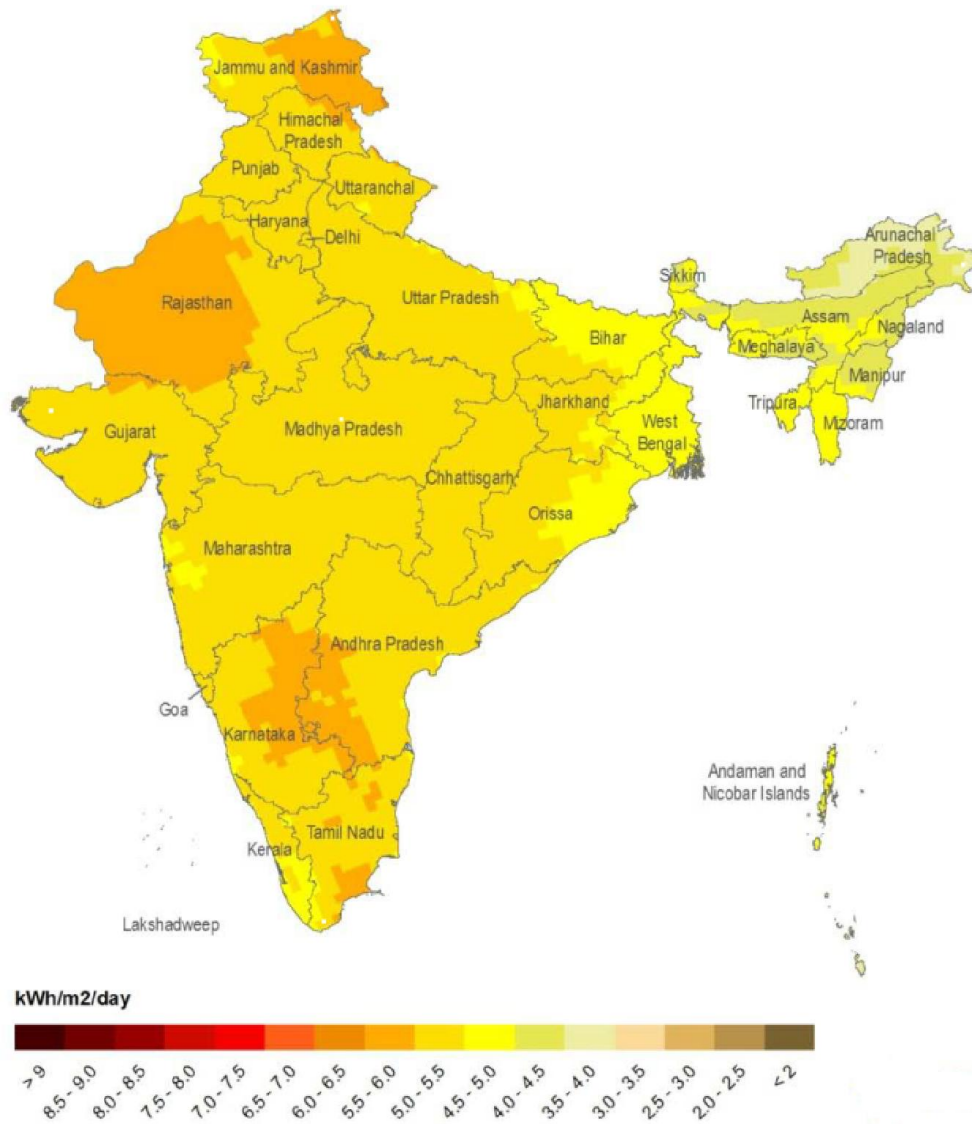 Jammu and Kashmir
Himachal
Pradesh
Punjab
Uttaranchal
Haryana
Delhi
Arunachal
Pradesh
Sikkim
Rajasthan
Uttar Pradesh
Assam
Nagaland
Bihar
Meghalaya
Manipur
Jharkhand
Tripura
Gujarat
Madhya Pradesh
West
Bengal
Mizoram
Chhattisgarh
Orissa
Maharashtra
Andhra Pradesh
Goa
Karnataka
Andaman and
Nicobar Islands
Tamil Nadu
Kerala
Lakshadweep
kWh/m2/day
> 9
8.5 - 9.0
8.0 - 8.5
7.5 - 8.0
7.0 - 7.5
6.5 - 7.0
6.0 - 6.5
5.5 - 6.0
5.0 - 5.5
4.5 - 5.0
4.0 - 4.5
3.5 - 4.0
3.0 - 3.5
2.5 - 3.0
2.0 - 2.5
< 2